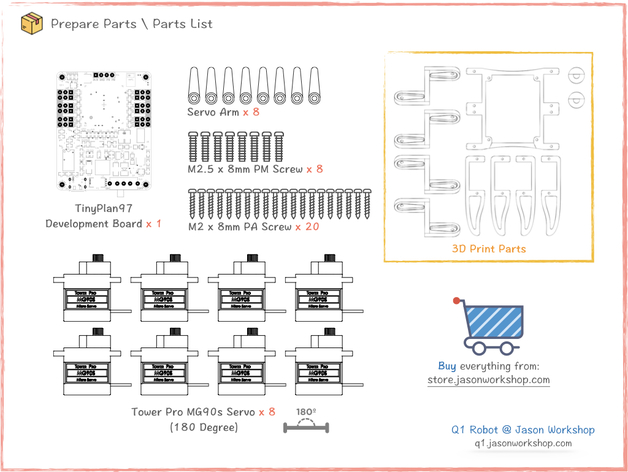 Prepare Parts \ Parts List
Servo Arm x 8
M2.5 x 8mm PM Screw x 8
TinyPlan97
Development Board x 1
M2 x 8mm PA Screw x 20
3D Print Parts
Tower Pro MG90S Micro Servo
Tower Pro MG90S Micro Servo
Tower Pro MG90S Micro Servo
Tower Pro MG90S Micro Servo
Tower Pro MG90S Micro Servo
Tower Pro MG90S Micro Servo
Tower Pro MG90S Micro Servo
Tower Pro MG90S Micro Servo
Tower Pro MG90s Servo x 8
(180 Degree)
180º
Buy everything from:
store.jasonworkshop.com
Q1 Robot @ Jason Workshop
q1.jasonworkshop.com